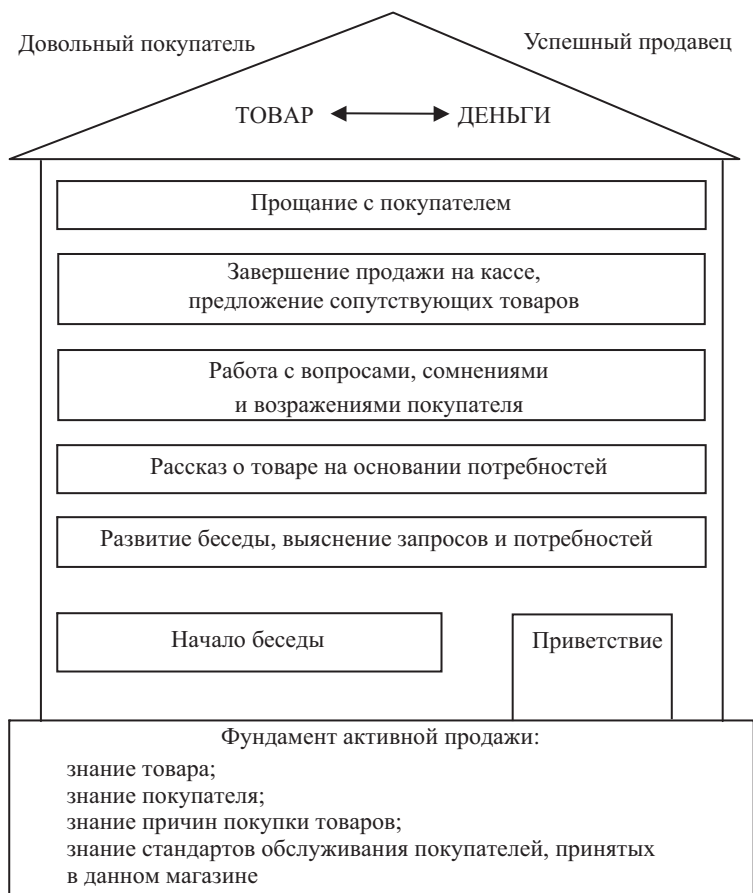 Довольный покупатель
Успешный продавец
ТОВАР ДЕНЬГИ
Прощание с покупателем
Завершение продажи на кассе,
предложение сопутствующих товаров
Работа с вопросами, сомнениями
и возражениями покупателя
Рассказ о товаре на основании потребностей
Развитие беседы, выяснение запросов и потребностей
Начало беседы
Приветствие
Фундамент активной продажи:
знание товара;
знание покупателя;
знание причин покупки товаров;
знание стандартов обслуживания покупателей, принятых
в данном магазине